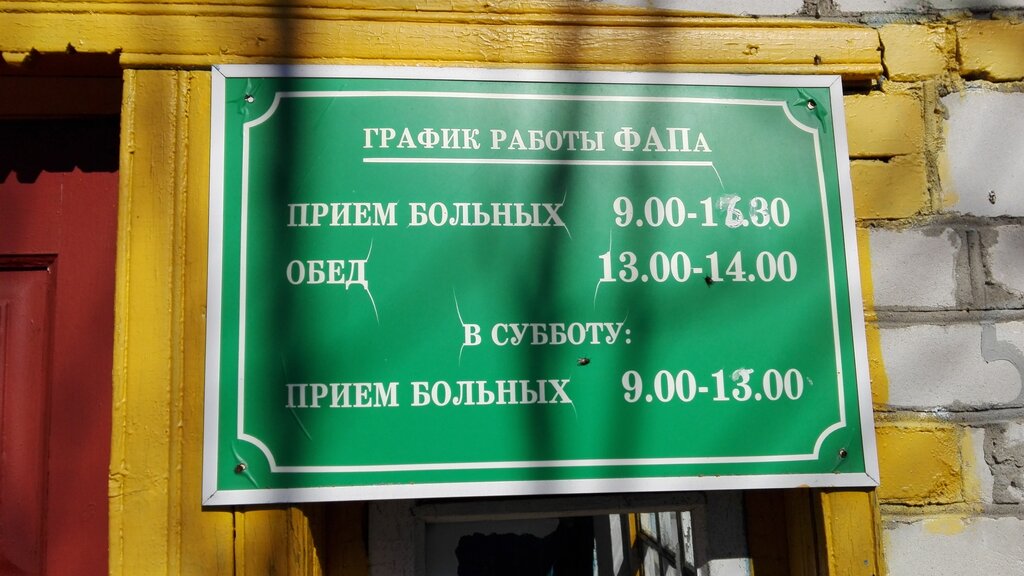 ГРАФИК РАБОТЫ ФАПа
ПРИЕМ БОЛЬНЫХ
ОБЕД 13.00-14.00
В СУББОТУ:
ПРИЕМ БОЛЬНЫХ 9.00-13.00